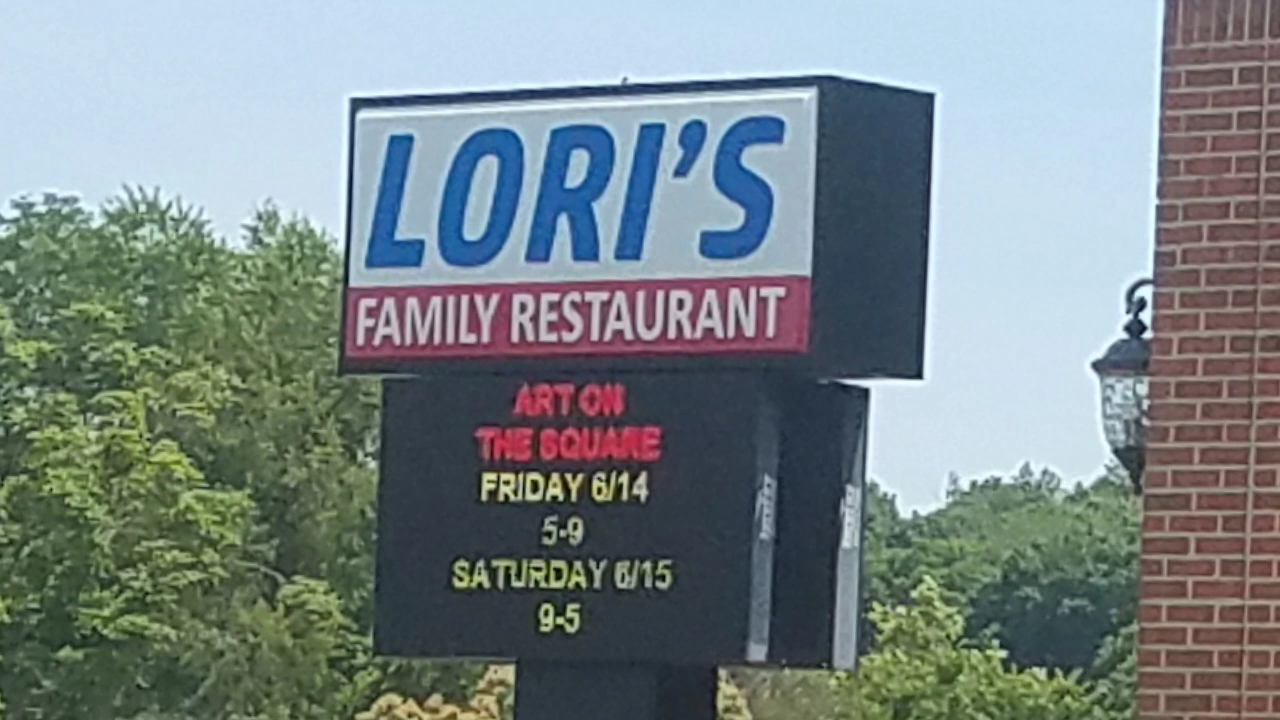 LORI'S
FAMILY RESTAURANT
ART ON
THE SQUARE
FRIDAY 6/14
5-9
SATURDAY 6/15
9-5